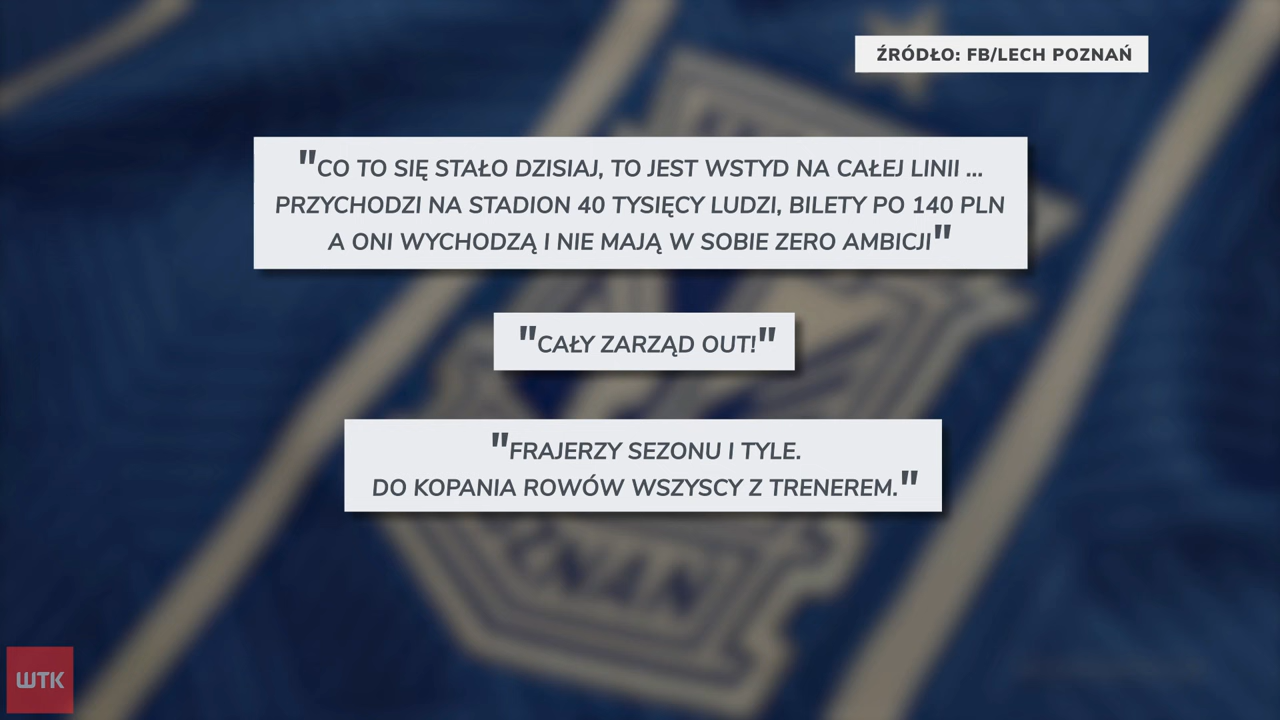 ŹRÓDŁO: FB/LECH POZNAŃ
"CO TO SIĘ STAŁO DZISIAJ, TO JEST WSTYD NA CAŁEJ LINII ...
PRZYCHODZI NA STADION 40 TYSIĘCY LUDZI, BILETY PO 140 PLN
A ONI WYCHODZĄ I NIE MAJĄ W SOBIE ZERO AMBICJI"
"CAŁY ZARZĄD OUT!"
"FRAJERZY SEZONU I TYLE.
DO KOPANIA ROWÓW WSZYSCY Z TRENEREM."
WTK